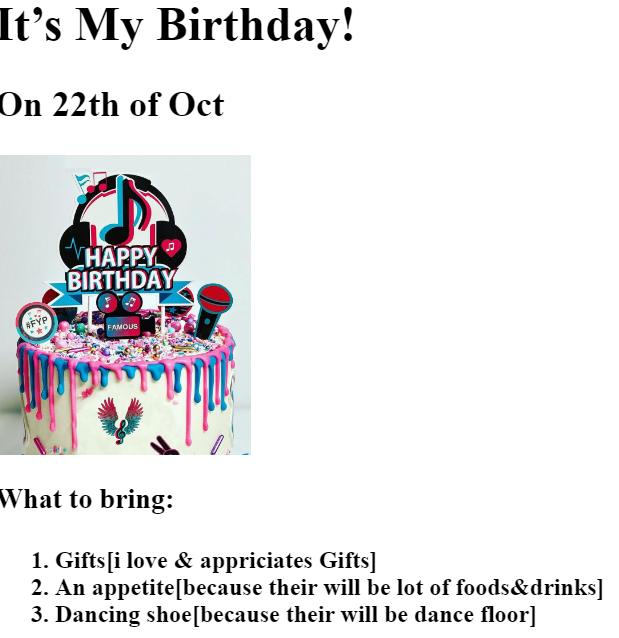 It’s My Birthday!
On 22th of Oct
HAPPY
BIRTHDAY
#FYP
FAMOUS
What to bring:
1. Gifts[i love & appriciates Gifts]
2. An appetite[because their will be lot of foods&drinks]
3. Dancing shoe[because their will be dance floor]